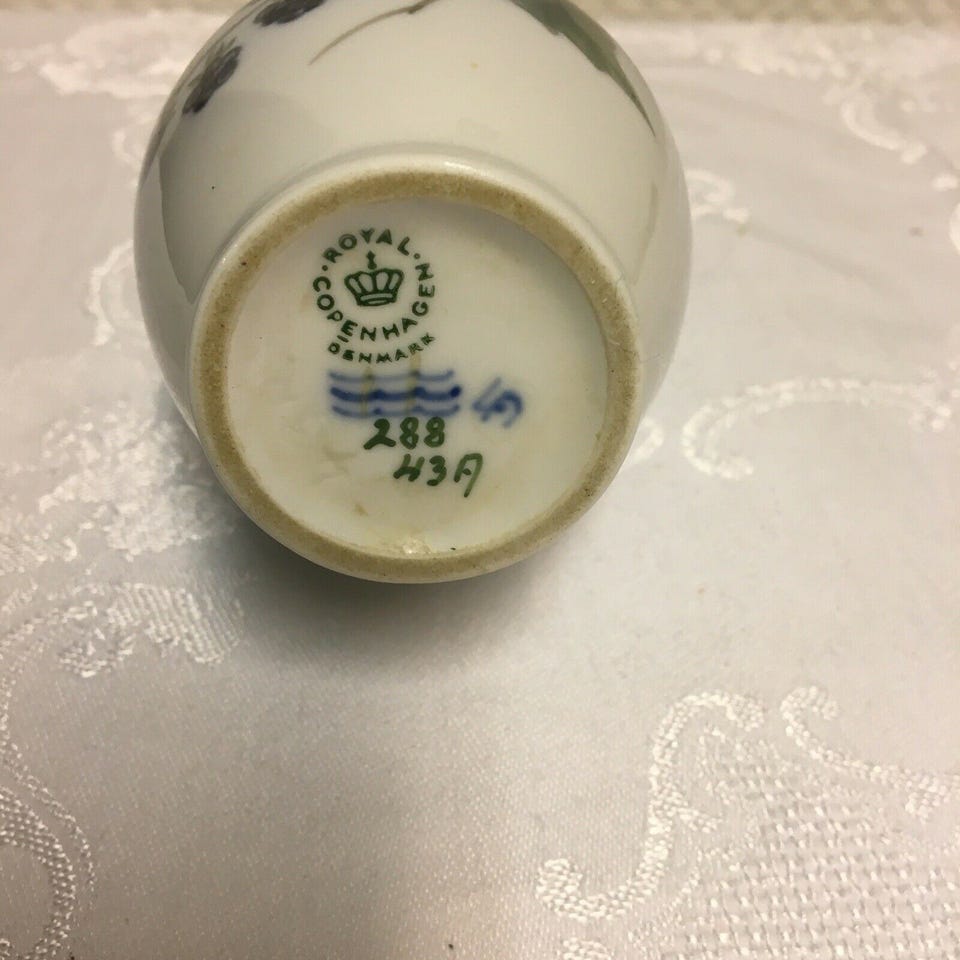 ROYAL COPENHAGEN
DENMARK
288
43A